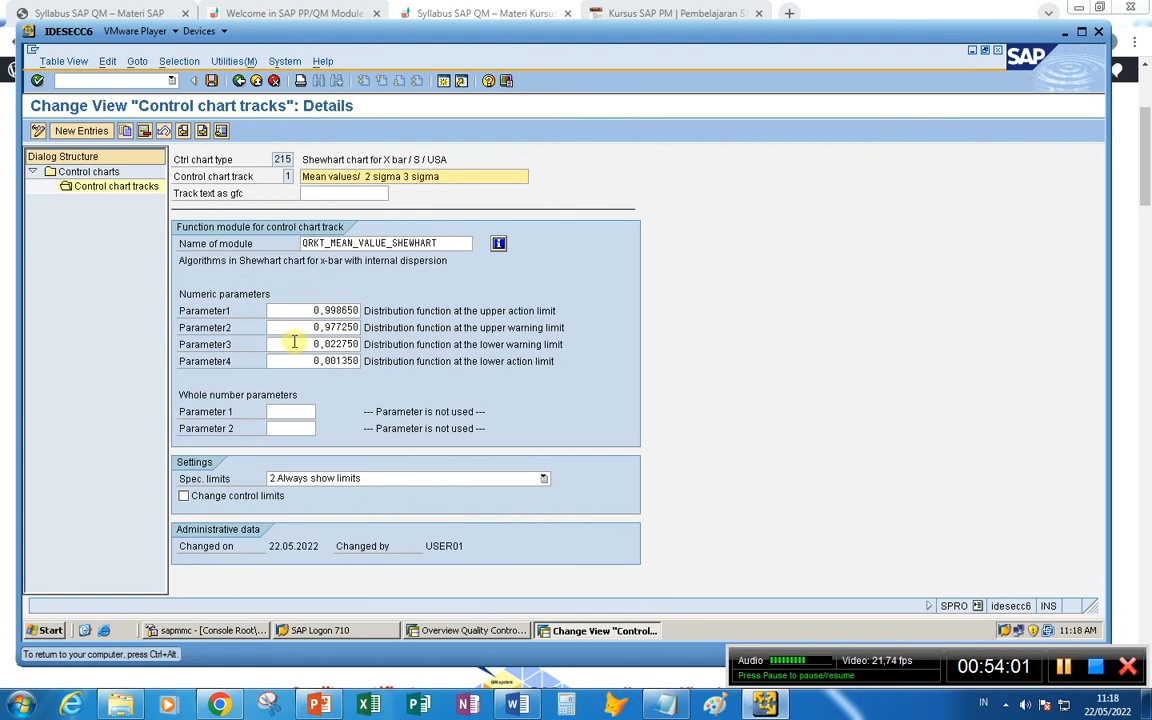 Syllabus SAP QM – Materi SAP
Welcome in SAP PP/QM Module
Syllabus SAP QM – Materi Kursus
Kursus SAP PM | Pembelajaran SA
IDESECC6 VMware Player Devices
Table View Edit Goto Selection Utilities(M) System Help
SAP
Change View "Control chart tracks": Details
New Entries
Dialog Structure
Control charts
Control chart tracks
Ctrl chart type 215 Shewhart chart for X bar / S / USA
Control chart track 1 Mean values/ 2 sigma 3 sigma
Track text as gfc
Function module for control chart track
Name of module QRKT_MEAN_VALUE_SHEWHART
Algorithms in Shewhart chart for x-bar with internal dispersion
Numeric parameters
Parameter1 0,998650 Distribution function at the upper action limit
Parameter2 0,977250 Distribution function at the upper warning limit
Parameter3 0,022750 Distribution function at the lower warning limit
Parameter4 0,001350 Distribution function at the lower action limit
Whole number parameters
Parameter 1 --- Parameter is not used ---
Parameter 2 --- Parameter is not used ---
Settings
Spec. limits 2 Always show limits
Change control limits
Administrative data
Changed on 22.05.2022 Changed by USER01
SPRO idesecc6 INS
Start sapmmc - [Console Root\... SAP Logon 710 Overview Quality Contro... Change View "Control... 11:18 AM
To return to your computer, press Ctrl+Alt.
Audio Video: 21,74 fps
Press Pause to pause/resume
00:54:01
IN 11:18
22/05/2022